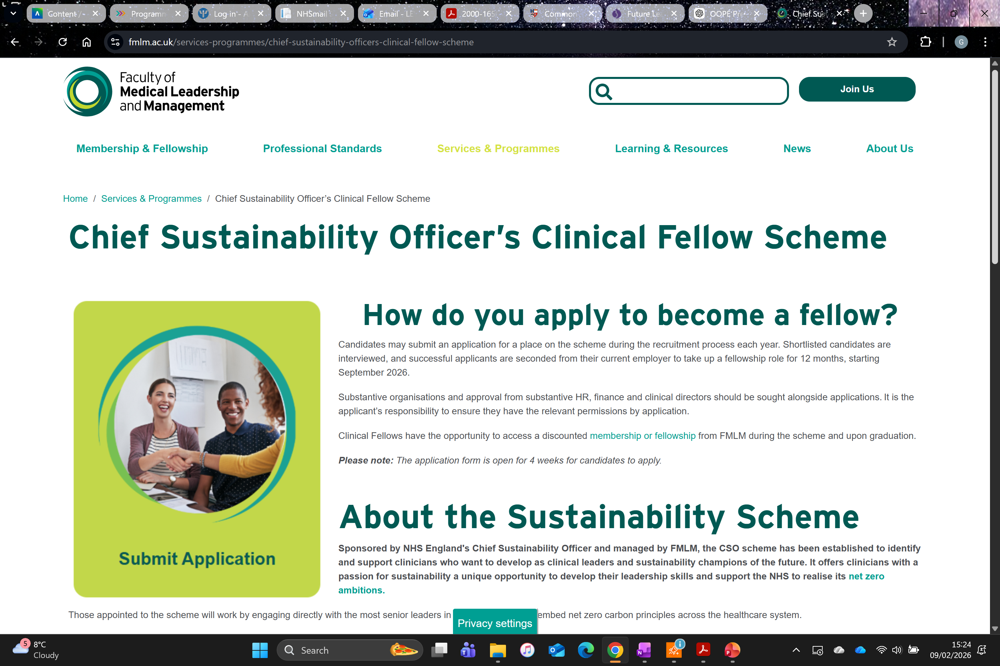 Content / -
Programm
Log in - A
NHSmail
Email - LE
2000-165
Common
Future Le
OOPE Pre
Chief Sus
fmlm.ac.uk/services-programmes/chief-sustainability-officers-clinical-fellow-scheme
G
Faculty of
Medical Leadership
and Management
Join Us
Membership & Fellowship
Professional Standards
Services & Programmes
Learning & Resources
News
About Us
Home / Services & Programmes / Chief Sustainability Officer’s Clinical Fellow Scheme
Chief Sustainability Officer’s Clinical Fellow Scheme
Submit Application
How do you apply to become a fellow?
Candidates may submit an application for a place on the scheme during the recruitment process each year. Shortlisted candidates are
interviewed, and successful applicants are seconded from their current employer to take up a fellowship role for 12 months, starting
September 2026.
Substantive organisations and approval from substantive HR, finance and clinical directors should be sought alongside applications. It is the
applicant’s responsibility to ensure they have the relevant permissions by application.
Clinical Fellows have the opportunity to access a discounted membership or fellowship from FMLM during the scheme and upon graduation.
Please note: The application form is open for 4 weeks for candidates to apply.
About the Sustainability Scheme
Sponsored by NHS England's Chief Sustainability Officer and managed by FMLM, the CSO scheme has been established to identify
and support clinicians who want to develop as clinical leaders and sustainability champions of the future. It offers clinicians with a
passion for sustainability a unique opportunity to develop their leadership skills and support the NHS to realise its net zero
ambitions.
Those appointed to the scheme will work by engaging directly with the most senior leaders in embed net zero carbon principles across the healthcare system.
Privacy settings
5
8°C
Cloudy
Search
15:24
09/02/2026